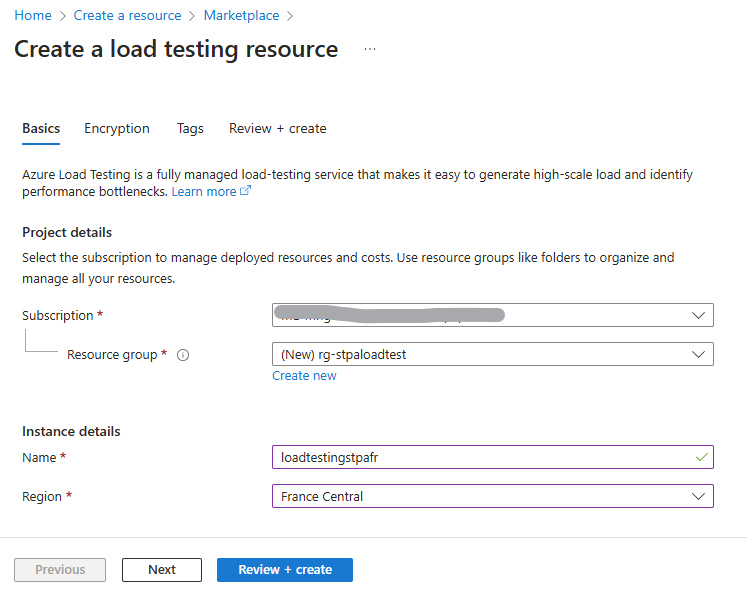 Home > Create a resource > Marketplace >
Create a load testing resource ...
Basics Encryption Tags Review + create
Azure Load Testing is a fully managed load-testing service that makes it easy to generate high-scale load and identify
performance bottlenecks. Learn more
Project details
Select the subscription to manage deployed resources and costs. Use resource groups like folders to organize and
manage all your resources.
Subscription *
Resource group * (New) rg-stpaloadtest
Create new
Instance details
Name * loadtestingstpafr
Region * France Central
Previous Next Review + create